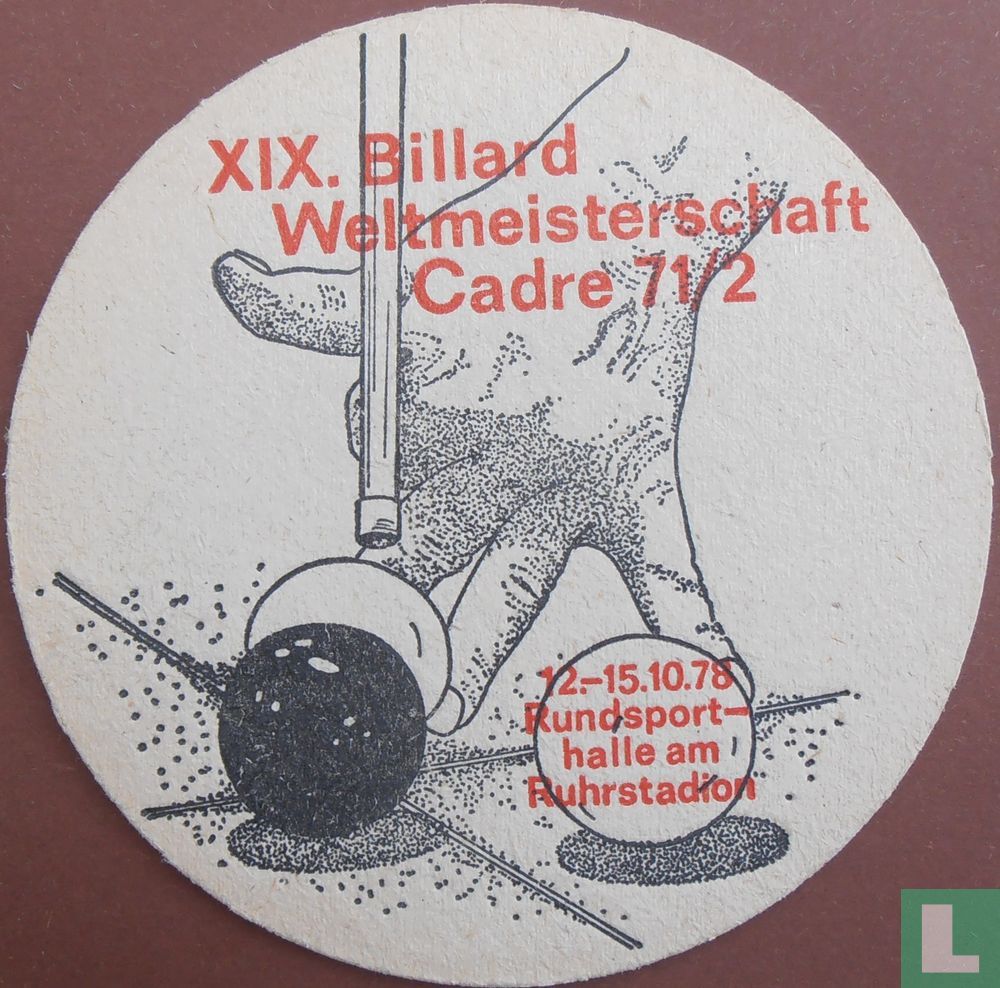 XIX. Billard
Weltmeisterschaft
Cadre 71/2
12.–15.10.78
Rundsport–
halle am
Ruhrstadion
L